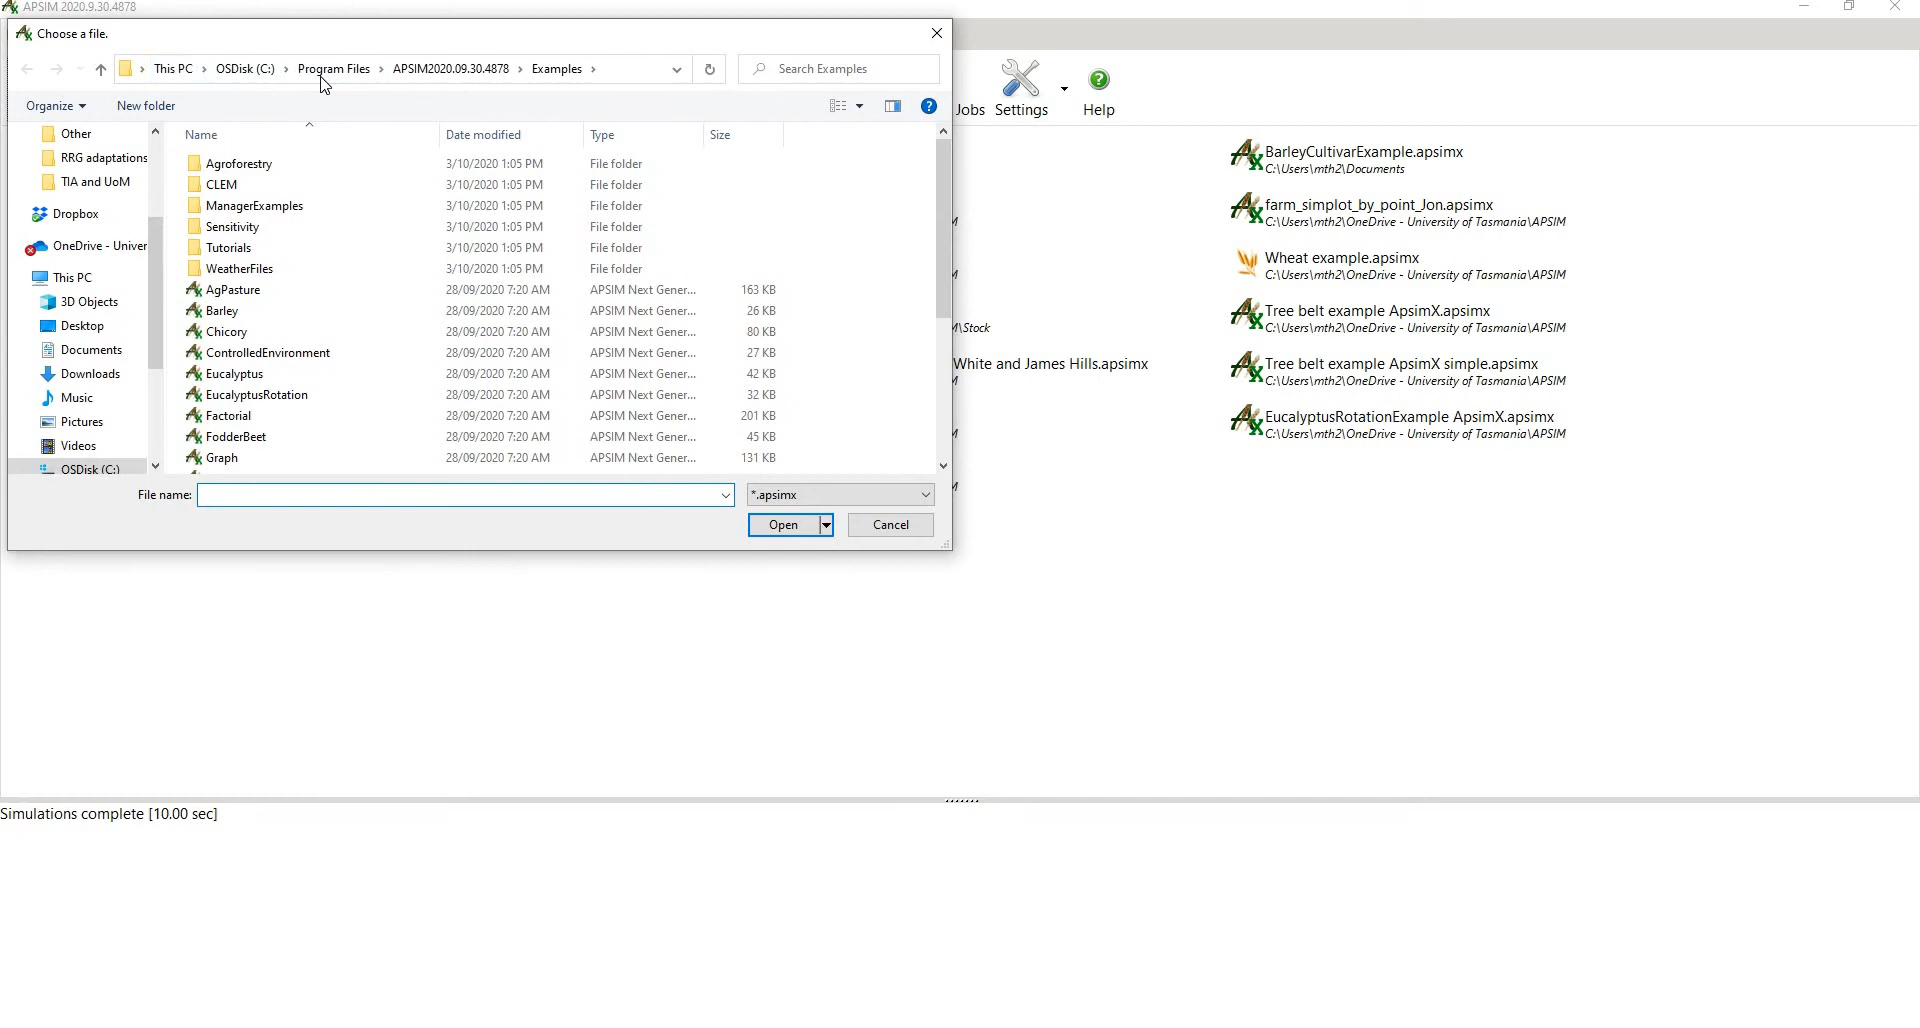 APSIM 2020.9.30.4878
Choose a file.
This PC › OSDisk (C:) › Program Files › APSIM2020.09.30.4878 › Examples ›
Search Examples
Organize
New folder
Jobs
Settings
Help
Other
RRG adaptations
TIA and UoM
Dropbox
OneDrive - Univer
This PC
3D Objects
Desktop
Documents
Downloads
Music
Pictures
Videos
OSDisk (C:)
Name Date modified Type Size
Agroforestry 3/10/2020 1:05 PM File folder
CLEM 3/10/2020 1:05 PM File folder
ManagerExamples 3/10/2020 1:05 PM File folder
Sensitivity 3/10/2020 1:05 PM File folder
Tutorials 3/10/2020 1:05 PM File folder
WeatherFiles 3/10/2020 1:05 PM File folder
AgPasture 28/09/2020 7:20 AM APSIM Next Gener... 163 KB
Barley 28/09/2020 7:20 AM APSIM Next Gener... 26 KB
Chicory 28/09/2020 7:20 AM APSIM Next Gener... 80 KB
ControlledEnvironment 28/09/2020 7:20 AM APSIM Next Gener... 27 KB
Eucalyptus 28/09/2020 7:20 AM APSIM Next Gener... 42 KB
EucalyptusRotation 28/09/2020 7:20 AM APSIM Next Gener... 32 KB
Factorial 28/09/2020 7:20 AM APSIM Next Gener... 201 KB
FodderBeet 28/09/2020 7:20 AM APSIM Next Gener... 45 KB
Graph 28/09/2020 7:20 AM APSIM Next Gener... 131 KB
File name:
*.apsimx
Open
Cancel
M\Stock
White and James Hills.apsimx
BarleyCultivarExample.apsimx
C:\Users\mth2\Documents
farm_simplot_by_point_Jon.apsimx
C:\Users\mth2\OneDrive - University of Tasmania\APSIM
Wheat example.apsimx
C:\Users\mth2\OneDrive - University of Tasmania\APSIM
Tree belt example ApsimX.apsimx
C:\Users\mth2\OneDrive - University of Tasmania\APSIM
Tree belt example ApsimX simple.apsimx
C:\Users\mth2\OneDrive - University of Tasmania\APSIM
EucalyptusRotationExample ApsimX.apsimx
C:\Users\mth2\OneDrive - University of Tasmania\APSIM
Simulations complete [10.00 sec]